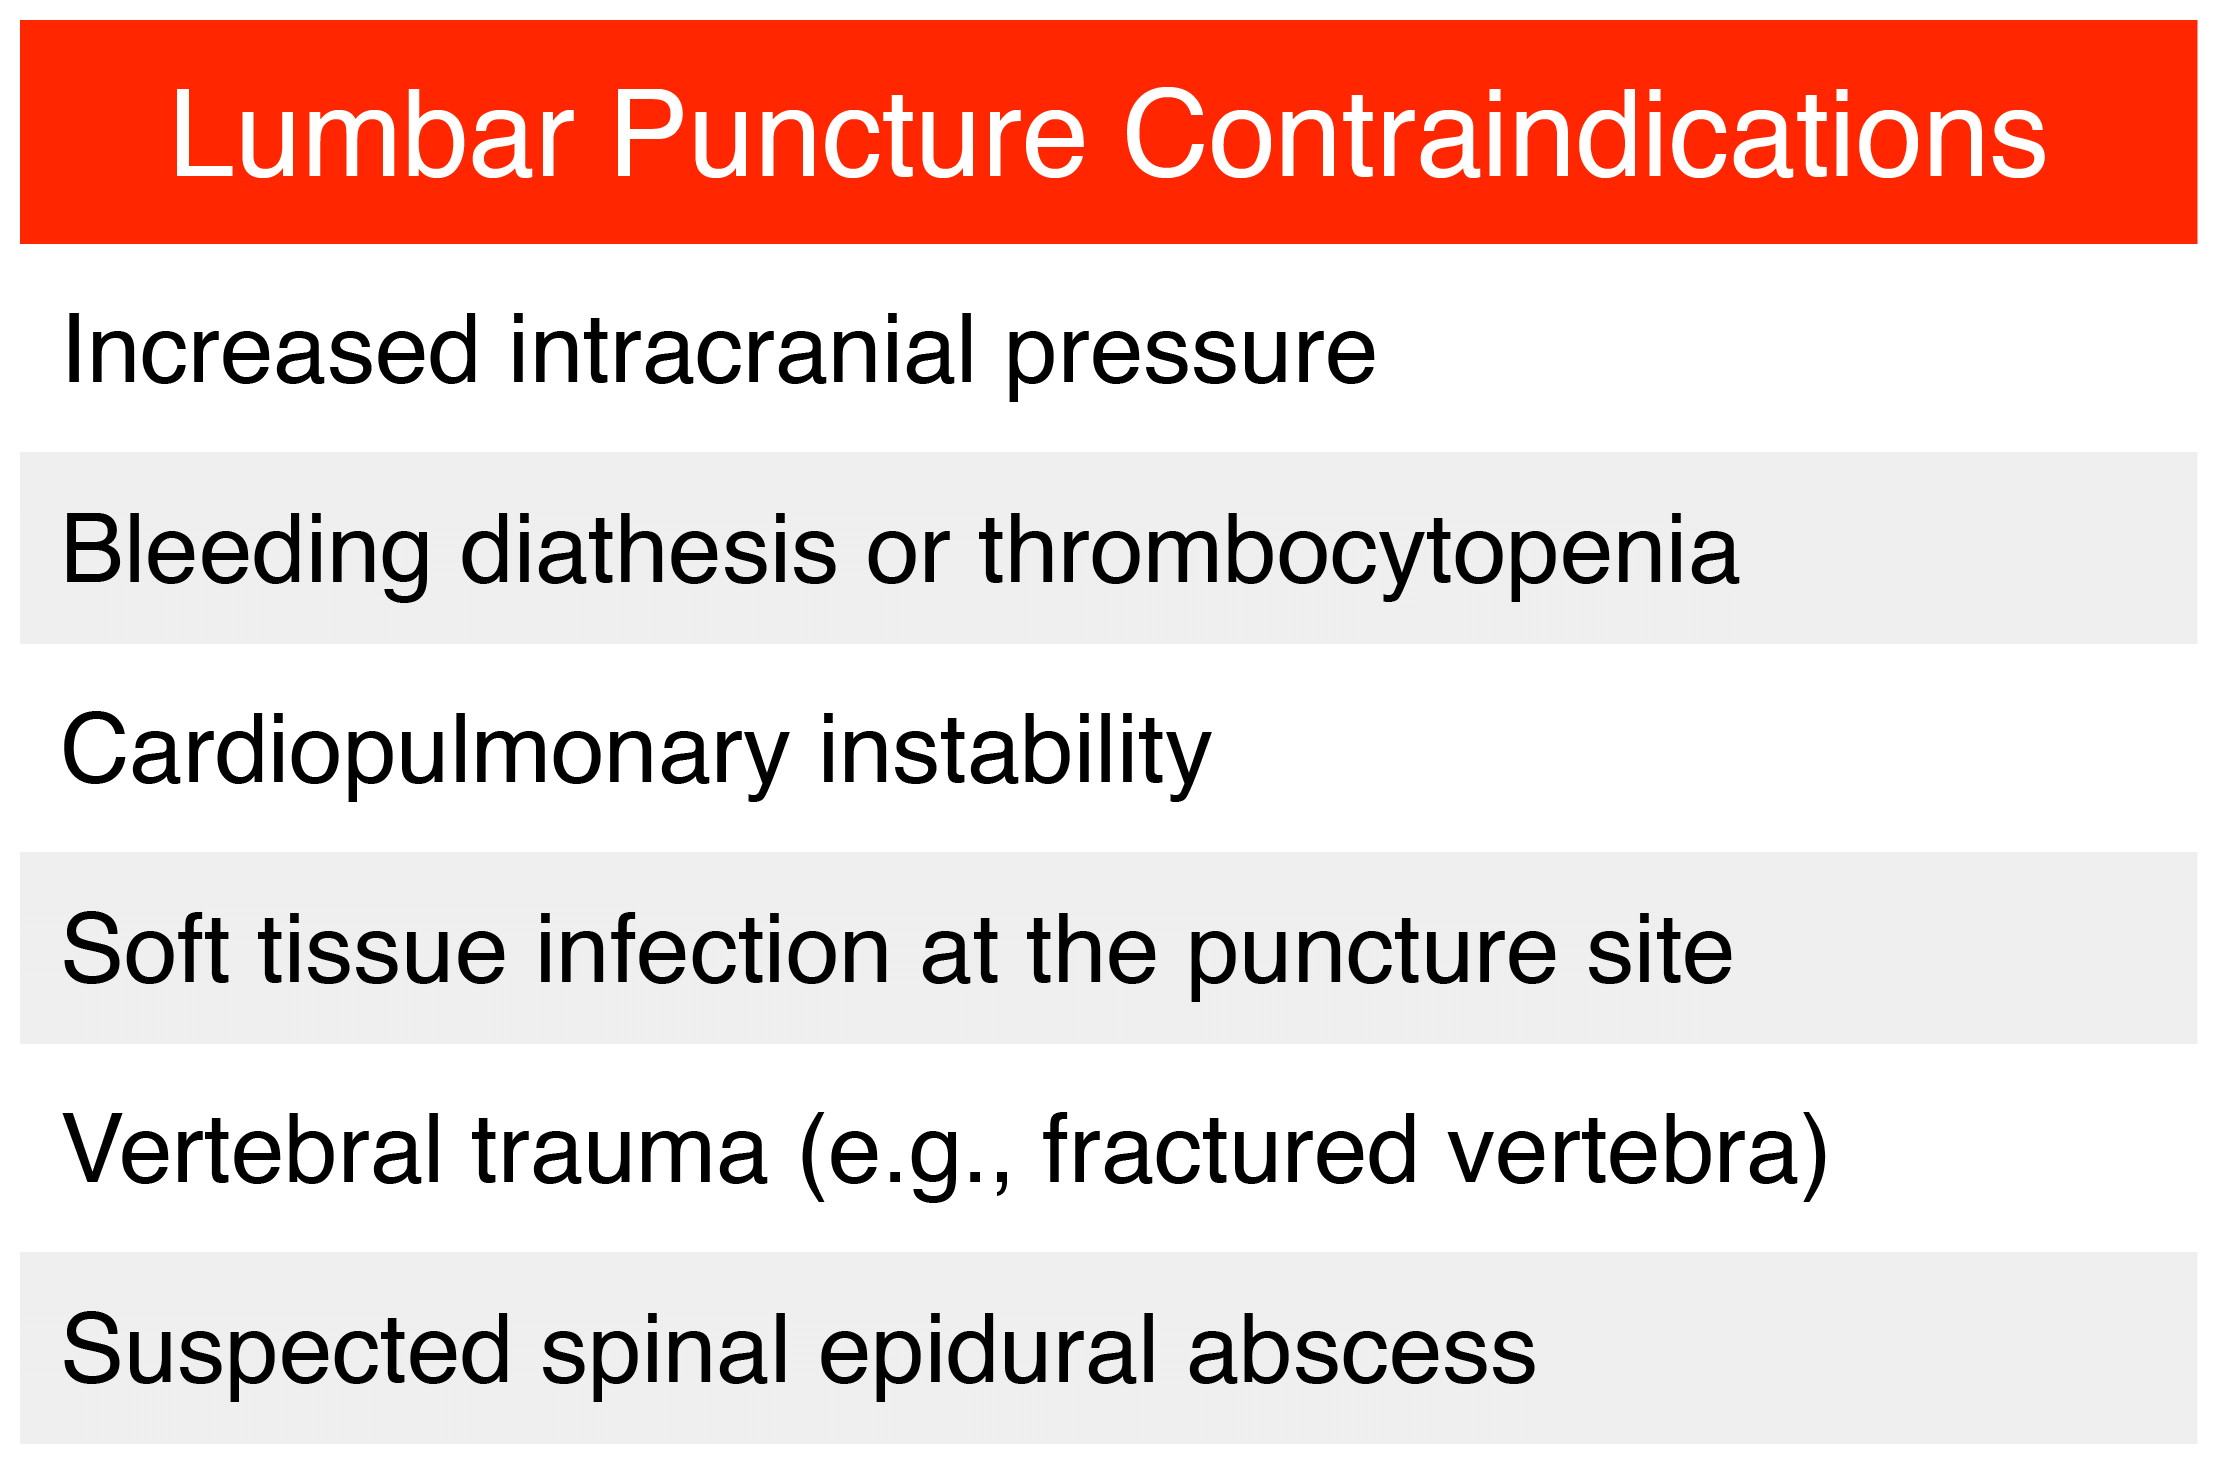 Lumbar Puncture Contraindications
Increased intracranial pressure
Bleeding diathesis or thrombocytopenia
Cardiopulmonary instability
Soft tissue infection at the puncture site
Vertebral trauma (e.g., fractured vertebra)
Suspected spinal epidural abscess